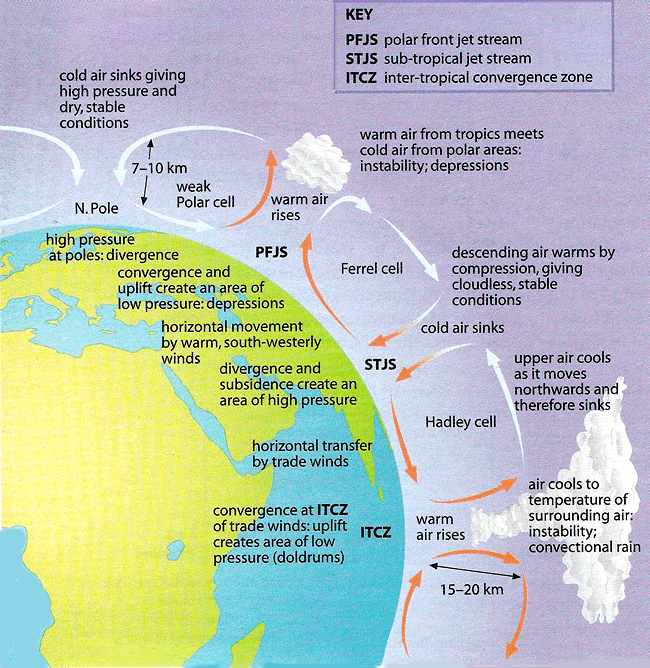 KEY
PFJS polar front jet stream
STJS sub-tropical jet stream
ITCZ inter-tropical convergence zone
cold air sinks giving
high pressure and
dry, stable
conditions
warm air from tropics meets
cold air from polar areas:
instability; depressions
7–10 km
weak
Polar cell
N. Pole
warm air
rises
high pressure
at poles: divergence
PFJS
Ferrel cell
descending air warms by
compression, giving
cloudless, stable
conditions
convergence and
uplift create an area of
low pressure: depressions
cold air sinks
horizontal movement
by warm, south-westerly
winds
STJS
upper air cools
as it moves
northwards and
therefore sinks
divergence and
subsidence create an
area of high pressure
Hadley cell
horizontal transfer
by trade winds
air cools to
temperature of
surrounding air:
instability;
convectional rain
convergence at ITCZ
of trade winds: uplift
creates area of low
pressure (doldrums)
ITCZ
warm
air rises
15–20 km